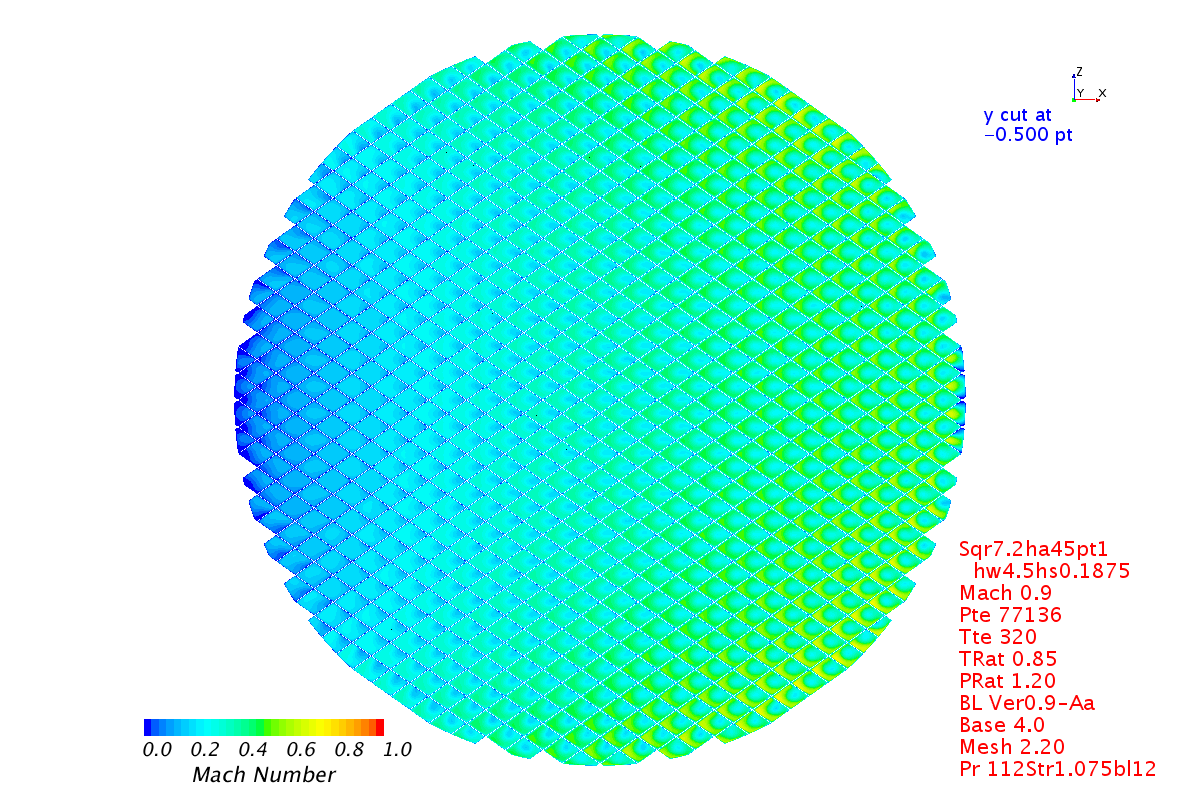 Z
Y X
y cut at
−0.500 pt
Sqr7.2ha45pt1
hw4.5hs0.1875
Mach 0.9
Pte 77136
Tte 320
TRat 0.85
PRat 1.20
BL Ver0.9−Aa
Base 4.0
Mesh 2.20
Pr 112Str1.075bl12
0.0 0.2 0.4 0.6 0.8 1.0
Mach Number